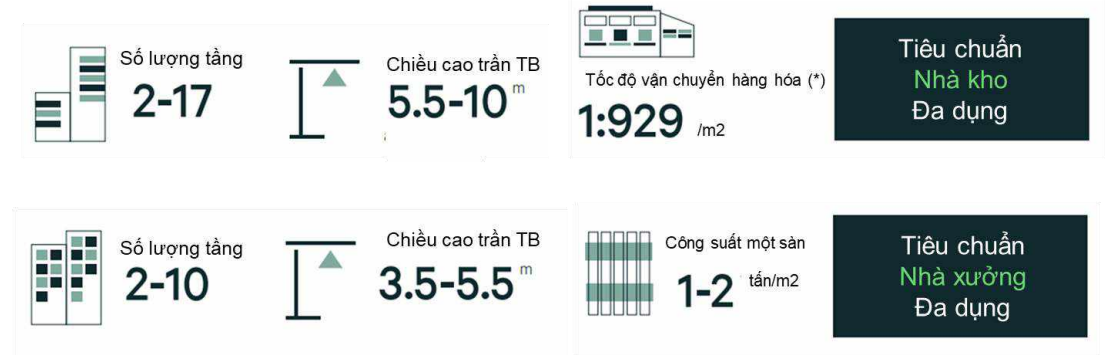 Số lượng tầng
2-17
Chiều cao trần TB
5.5-10 m
Tốc độ vận chuyển hàng hóa (*)
1:929 /m2
Tiêu chuẩn
Nhà kho
Đa dụng
Số lượng tầng
2-10
Chiều cao trần TB
3.5-5.5 m
Công suất một sàn
1-2 tấn/m2
Tiêu chuẩn
Nhà xưởng
Đa dụng